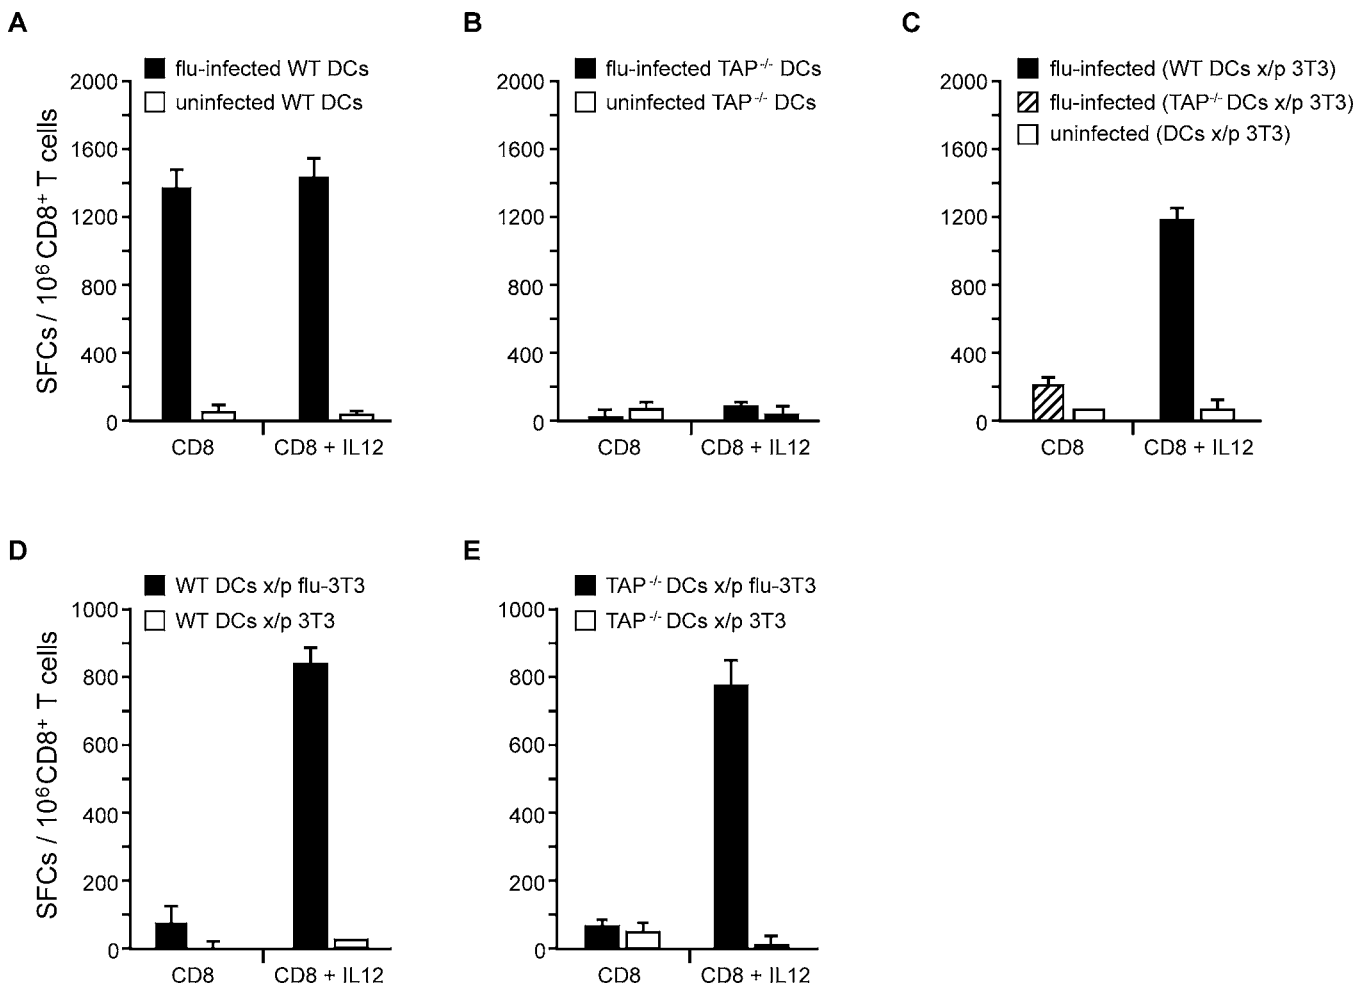 A
flu-infected WT DCs
uninfected WT DCs
SFCs / 10⁶ CD8⁺ T cells
2000
1600
1200
800
400
0
CD8
CD8 + IL12
B
flu-infected TAP⁻/⁻ DCs
uninfected TAP⁻/⁻ DCs
2000
1600
1200
800
400
0
CD8
CD8 + IL12
C
flu-infected (WT DCs x/p 3T3)
flu-infected (TAP⁻/⁻ DCs x/p 3T3)
uninfected (DCs x/p 3T3)
2000
1600
1200
800
400
0
CD8
CD8 + IL12
D
WT DCs x/p flu-3T3
WT DCs x/p 3T3
SFCs / 10⁶CD8⁺ T cells
1000
800
600
400
200
0
CD8
CD8 + IL12
E
TAP⁻/⁻ DCs x/p flu-3T3
TAP⁻/⁻ DCs x/p 3T3
1000
800
600
400
200
0
CD8
CD8 + IL12